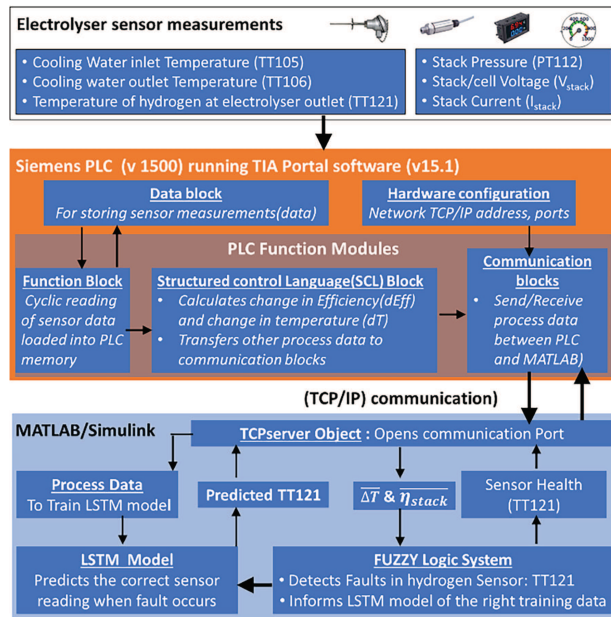 Electrolyser sensor measurements
• Cooling Water inlet Temperature (TT105)
• Cooling water outlet Temperature (TT106)
• Temperature of hydrogen at electrolyser outlet (TT121)
• Stack Pressure (PT112)
• Stack/cell Voltage (Vstack)
• Stack Current (Istack)
Siemens PLC (v 1500) running TIA Portal software (v15.1)
Data block
For storing sensor measurements(data)
Hardware configuration
Network TCP/IP address, ports
PLC Function Modules
Function Block
Cyclic reading
of sensor data
loaded into PLC
memory
Structured control Language(SCL) Block
• Calculates change in Efficiency(dEff)
and change in temperature (dT)
• Transfers other process data to
communication blocks
Communication
blocks
• Send/Receive
process data
between PLC
and MATLAB)
(TCP/IP) communication)
MATLAB/Simulink
TCPserver Object : Opens communication Port
Process Data
To Train LSTM model
Predicted TT121
ΔT & ηstack
Sensor Health
(TT121)
LSTM Model
Predicts the correct sensor
reading when fault occurs
FUZZY Logic System
• Detects Faults in hydrogen Sensor: TT121
• Informs LSTM model of the right training data